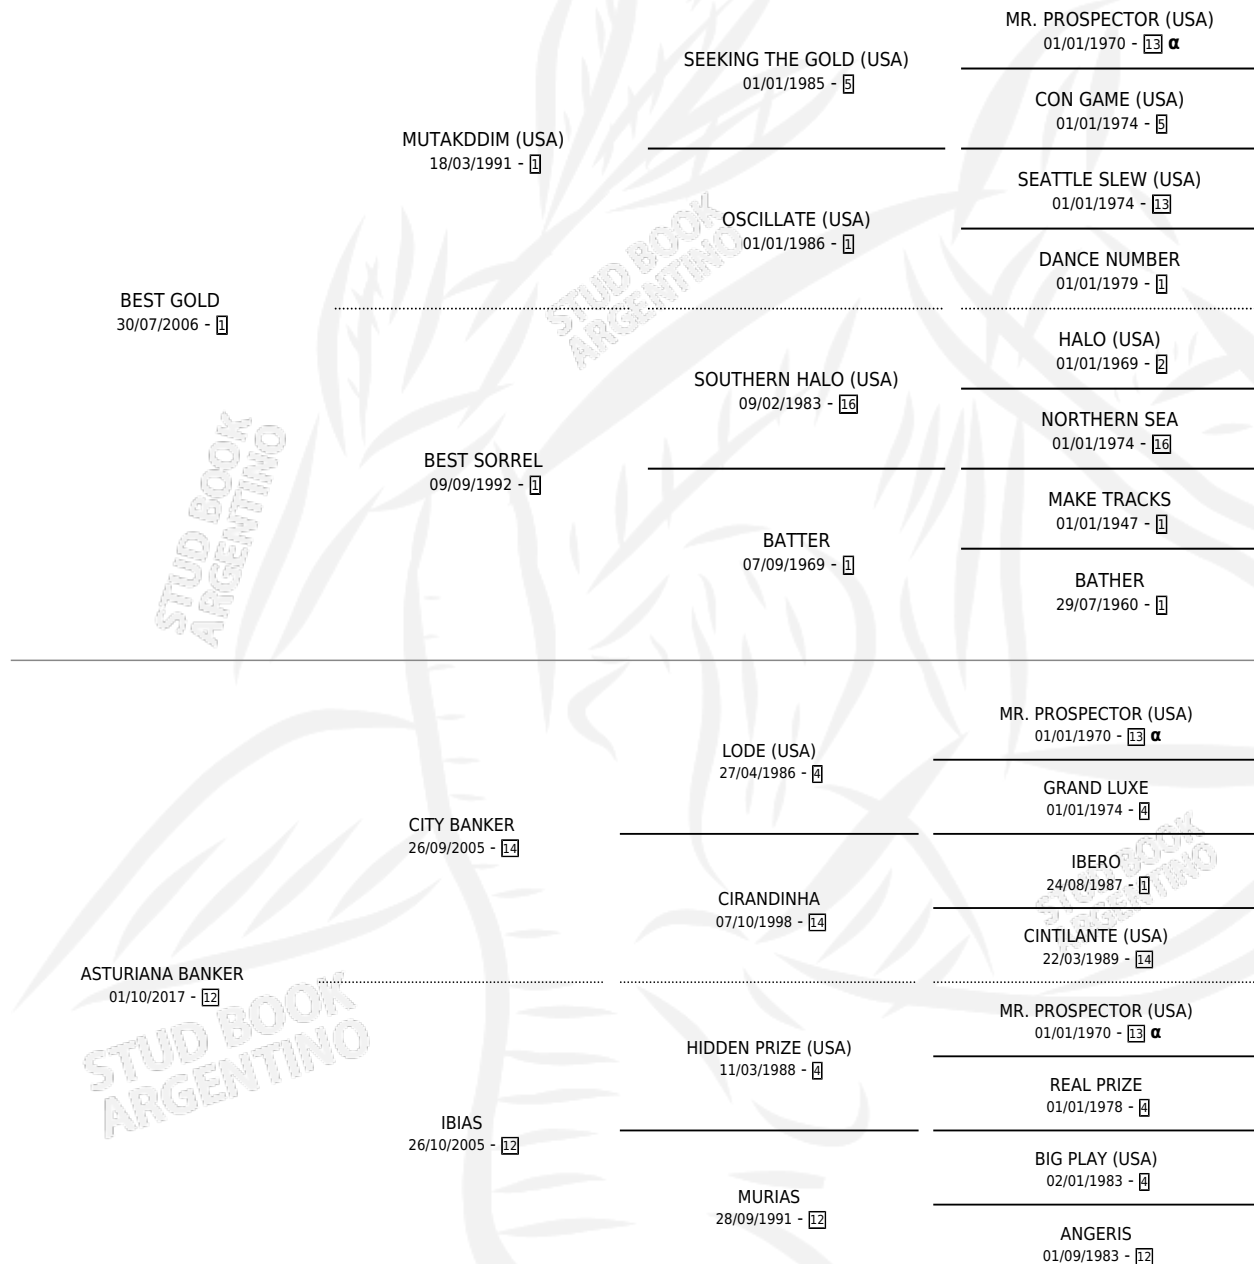 MR. PROSPECTOR (USA)
01/01/1970 - 13 α
SEEKING THE GOLD (USA)
01/01/1985 - 5
CON GAME (USA)
01/01/1974 - 5
MUTAKDDIM (USA)
18/03/1991 - 1
SEATTLE SLEW (USA)
01/01/1974 - 13
OSCILLATE (USA)
01/01/1986 - 1
DANCE NUMBER
01/01/1979 - 1
BEST GOLD
30/07/2006 - 1
HALO (USA)
01/01/1969 - 2
SOUTHERN HALO (USA)
09/02/1983 - 16
NORTHERN SEA
01/01/1974 - 16
BEST SORREL
09/09/1992 - 1
MAKE TRACKS
01/01/1947 - 1
BATTER
07/09/1969 - 1
BATHER
29/07/1960 - 1
STUD BOOK
ARGENTINO
STUD BOOK
ARGENTINO
MR. PROSPECTOR (USA)
01/01/1970 - 13 α
LODE (USA)
27/04/1986 - 4
GRAND LUXE
01/01/1974 - 4
CITY BANKER
26/09/2005 - 14
IBERO
24/08/1987 - 1
CIRANDINHA
07/10/1998 - 14
CINTILANTE (USA)
22/03/1989 - 14
ASTURIANA BANKER
01/10/2017 - 12
MR. PROSPECTOR (USA)
01/01/1970 - 13 α
HIDDEN PRIZE (USA)
11/03/1988 - 4
REAL PRIZE
01/01/1978 - 4
IBIAS
26/10/2005 - 12
BIG PLAY (USA)
02/01/1983 - 4
MURIAS
28/09/1991 - 12
ANGERIS
01/09/1983 - 12
STUD BOOK
ARGENTINO
STUD BOOK
ARGENTINO